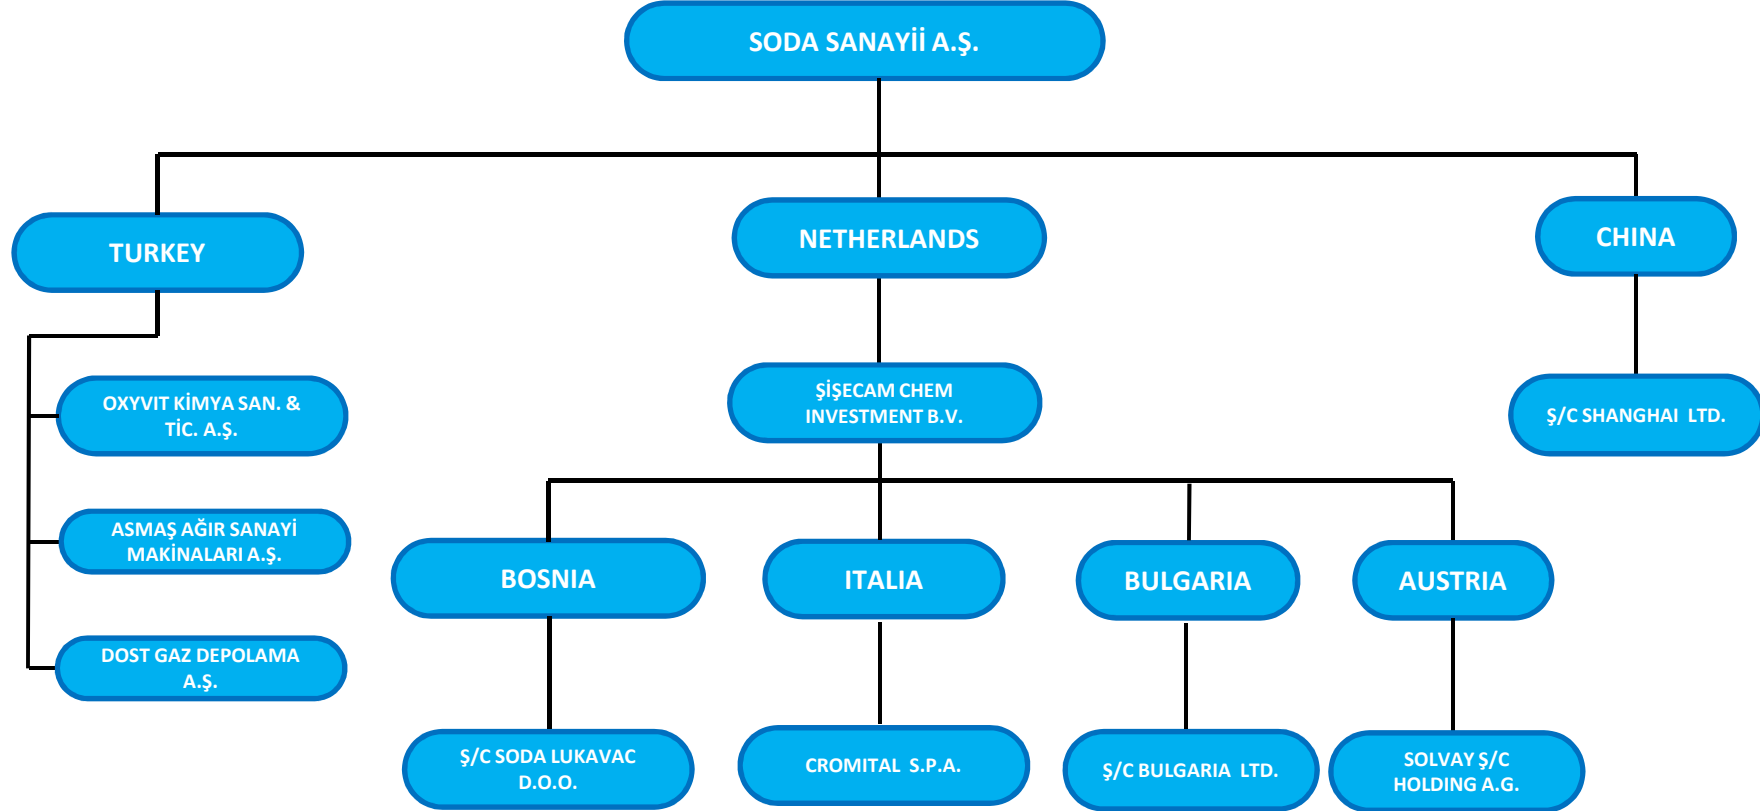 SODA SANAYİİ A.Ş.
TURKEY
NETHERLANDS
CHINA
OXYVIT KİMYA SAN. &
TİC. A.Ş.
ŞİŞECAM CHEM
INVESTMENT B.V.
Ş/C SHANGHAI LTD.
ASMAŞ AĞIR SANAYİ
MAKİNALARI A.Ş.
DOST GAZ DEPOLAMA
A.Ş.
BOSNIA
ITALIA
BULGARIA
AUSTRIA
Ş/C SODA LUKAVAC
D.O.O.
CROMITAL S.P.A.
Ş/C BULGARIA LTD.
SOLVAY Ş/C
HOLDING A.G.